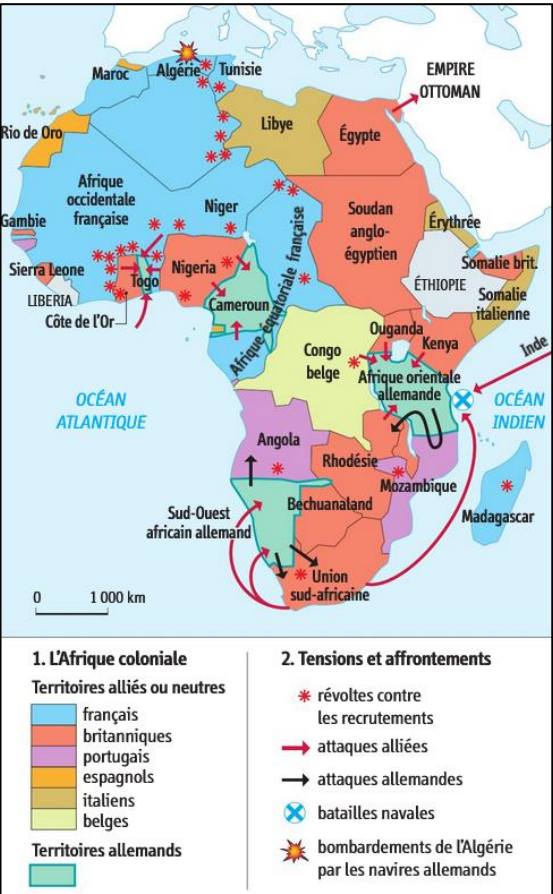 Maroc
Algérie
Tunisie
EMPIRE
OTTOMAN
Rio de Oro
Libye
Égypte
Afrique
occidentale
française
Niger
Afrique équatoriale française
Soudan
anglo-
égyptien
Érythrée
Gambie
Sierra Leone
LIBERIA
Côte de l'Or
Togo
Nigeria
Cameroun
ÉTHIOPIE
Somalie brit.
Somalie
italienne
Ouganda
Kenya
Inde
Congo
belge
Afrique orientale
allemande
OCÉAN
ATLANTIQUE
OCÉAN
INDIEN
Angola
Rhodésie
Mozambique
Madagascar
Sud-Ouest
africain allemand
Bechuanaland
Union
sud-africaine
0 1 000 km
1. L'Afrique coloniale
Territoires alliés ou neutres
français
britanniques
portugais
espagnols
italiens
belges
Territoires allemands
2. Tensions et affrontements
révoltes contre
les recrutements
attaques alliées
attaques allemandes
batailles navales
bombardements de l'Algérie
par les navires allemands